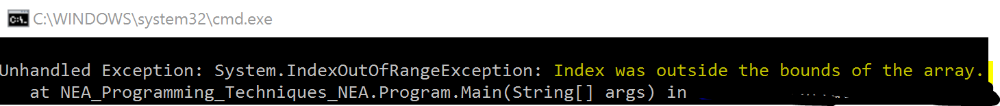 C:\WINDOWS\system32\cmd.exe
Unhandled Exception: System.IndexOutOfRangeException: Index was outside the bounds of the array.
at NEA_Programming_Techniques_NEA.Program.Main(String[] args) in